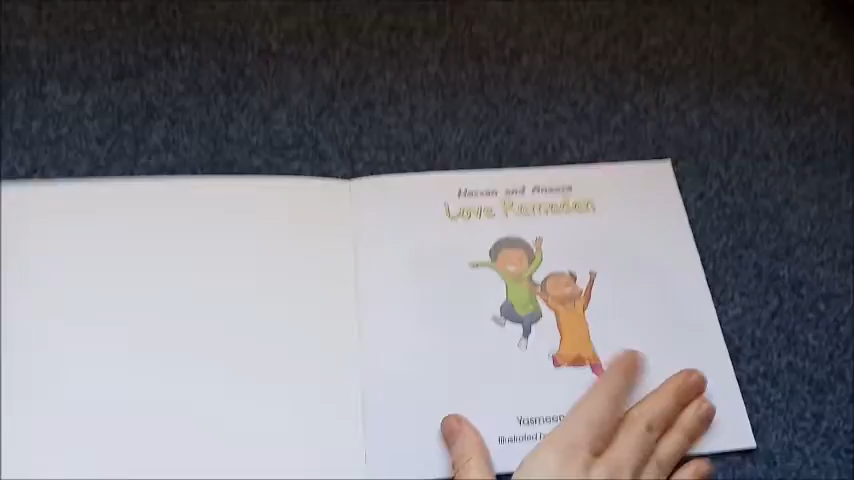 Hassan and Aneesa
Love Ramadan
Yasmeen
Illustrated b